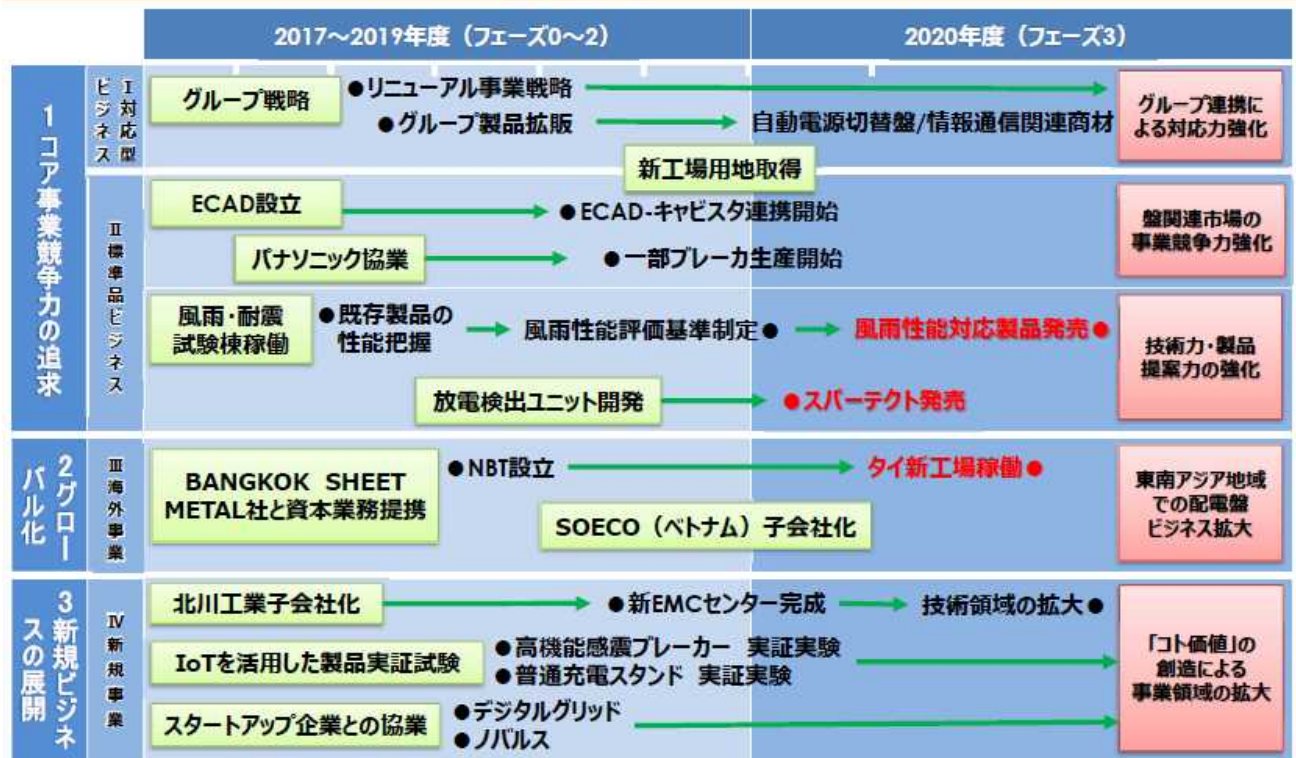 2017～2019年度（フェーズ0～2）
2020年度（フェーズ3）
1 コア事業競争力の追求
Ⅰ対応型
ビジネス
グループ戦略
●リニューアル事業戦略
●グループ製品拡販
自動電源切替盤/情報通信関連商材
グループ連携に
よる対応力強化
新工場用地取得
Ⅱ標準品ビジネス
ECAD設立
●ECAD-キャビスタ連携開始
盤関連市場の
事業競争力強化
パナソニック協業
●一部ブレーカ生産開始
風雨・耐震
試験棟稼働
●既存製品の
性能把握
風雨性能評価基準制定●
風雨性能対応製品発売●
技術力・製品
提案力の強化
放電検出ユニット開発
●スパーテクト発売
2グロー
バル化
Ⅲ海外事業
BANGKOK SHEET
METAL社と資本業務提携
●NBT設立
タイ新工場稼働●
SOECO（ベトナム）子会社化
東南アジア地域
での配電盤
ビジネス拡大
3新規ビジネ
スの展開
Ⅳ新規事業
北川工業子会社化
●新EMCセンター完成
技術領域の拡大●
IoTを活用した製品実証試験
●高機能感震ブレーカー 実証実験
●普通充電スタンド 実証実験
「コト価値」の
創造による
事業領域の拡大
スタートアップ企業との協業
●デジタルグリッド
●ノバルス